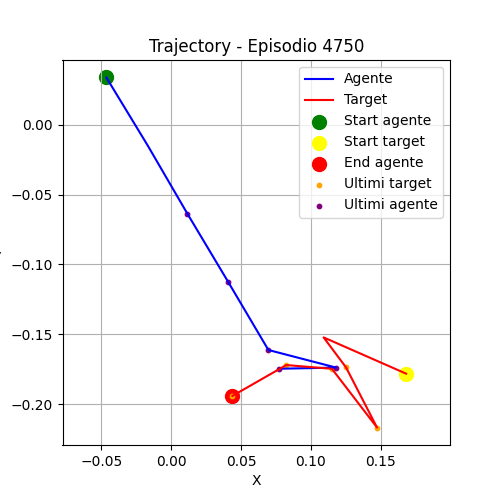 Trajectory - Episodio 4750
Agente
Target
Start agente
Start target
End agente
Ultimi target
Ultimi agente
0.00
−0.05
−0.10
−0.15
−0.20
−0.05
0.00
0.05
0.10
0.15
X